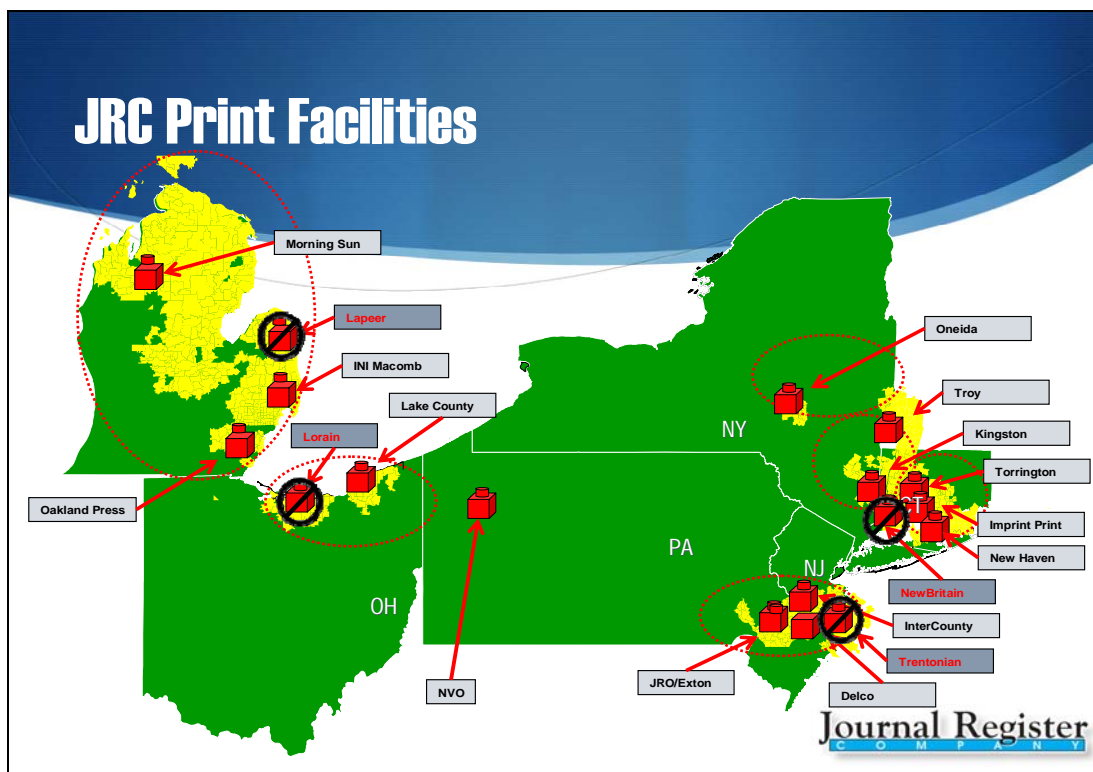 JRC Print Facilities
Morning Sun
Lapeer
Oneida
INI Macomb
Troy
Lake County
NY
Kingston
Lorain
Torrington
Oakland Press
CT
Imprint Print
PA
New Haven
NJ
NewBritain
OH
InterCounty
Trentonian
JRO/Exton
NVO
Delco
Journal Register
COMPANY